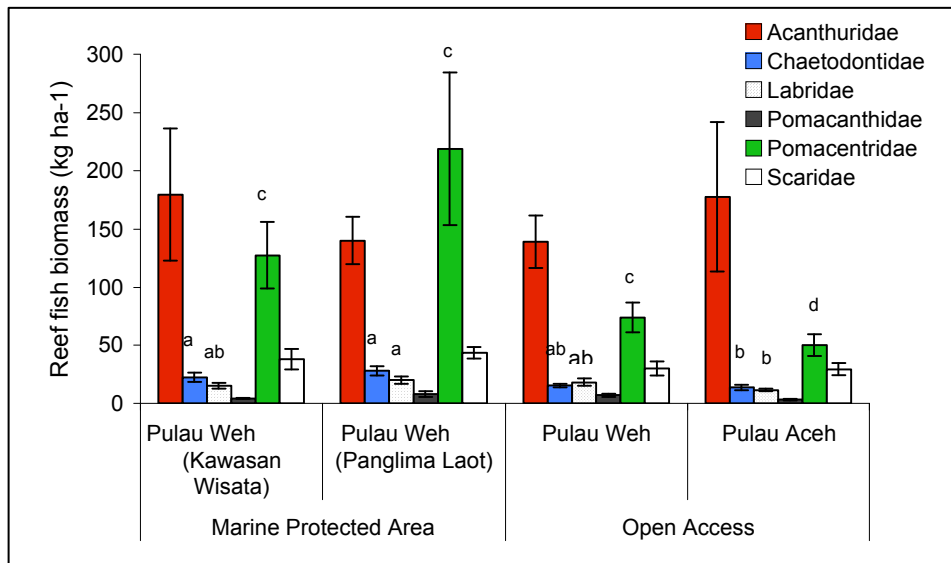 Reef fish biomass (kg ha-1)
300
250
200
150
100
50
0
Acanthuridae
Chaetodontidae
Labridae
Pomacanthidae
Pomacentridae
Scaridae
a ab c
a a c
ab ab c
b b d
Pulau Weh
(Kawasan
Wisata)
Pulau Weh
(Panglima Laot)
Pulau Weh
Pulau Aceh
Marine Protected Area
Open Access